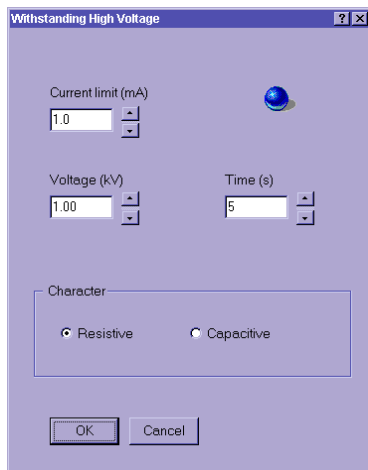 Withstanding High Voltage
Current limit (mA)
1.0
Voltage (kV) Time (s)
1.00 5
Character
Resistive Capacitive
OK Cancel